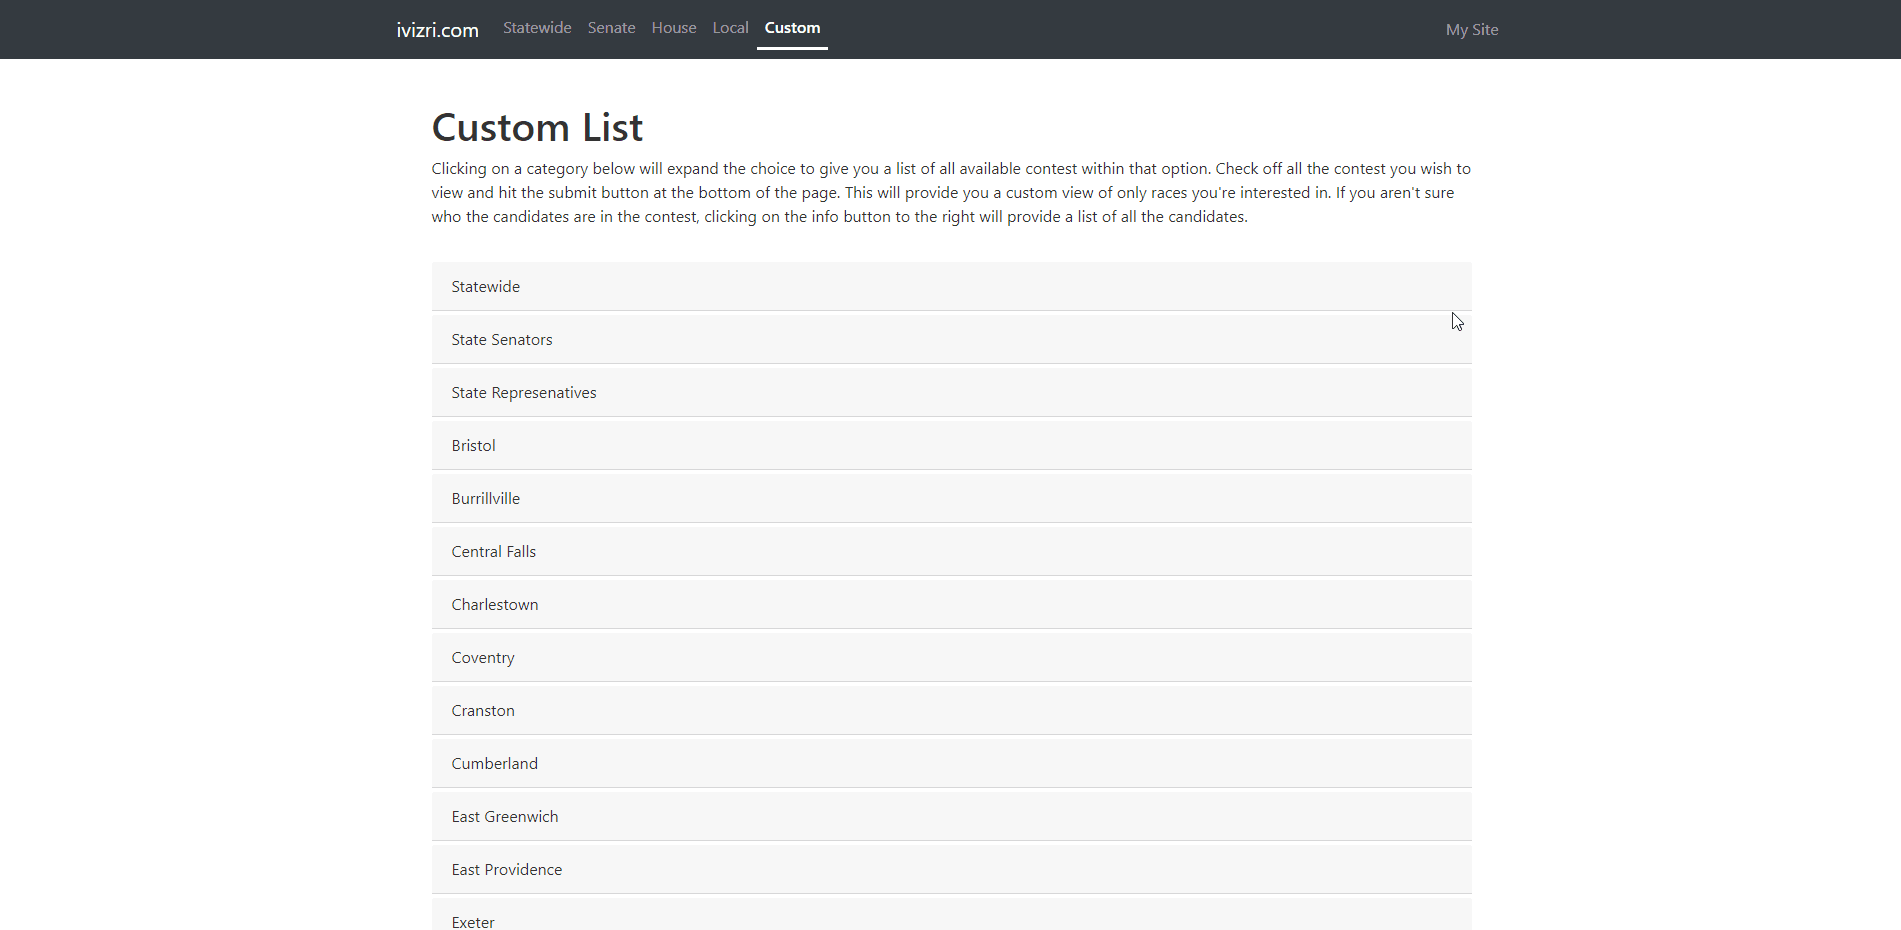 ivizri.com Statewide Senate House Local Custom My Site
Custom List
Clicking on a category below will expand the choice to give you a list of all available contest within that option. Check off all the contest you wish to
view and hit the submit button at the bottom of the page. This will provide you a custom view of only races you're interested in. If you aren't sure
who the candidates are in the contest, clicking on the info button to the right will provide a list of all the candidates.
Statewide
State Senators
State Represenatives
Bristol
Burrillville
Central Falls
Charlestown
Coventry
Cranston
Cumberland
East Greenwich
East Providence
Exeter